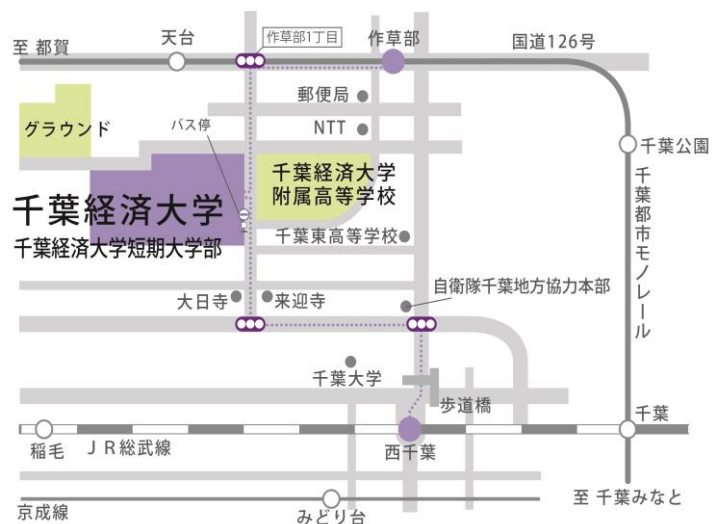 至 都賀
天台
作草部1丁目
作草部
国道126号
郵便局
NTT
グラウンド
バス停
千葉公園
千葉経済大学
附属高等学校
千葉経済大学
千葉経済大学短期大学部
千葉東高等学校
千葉都市モノレール
大日寺
来迎寺
自衛隊千葉地方協力本部
千葉大学
歩道橋
千葉
稲毛
JR総武線
西千葉
至 千葉みなと
京成線
みどり台